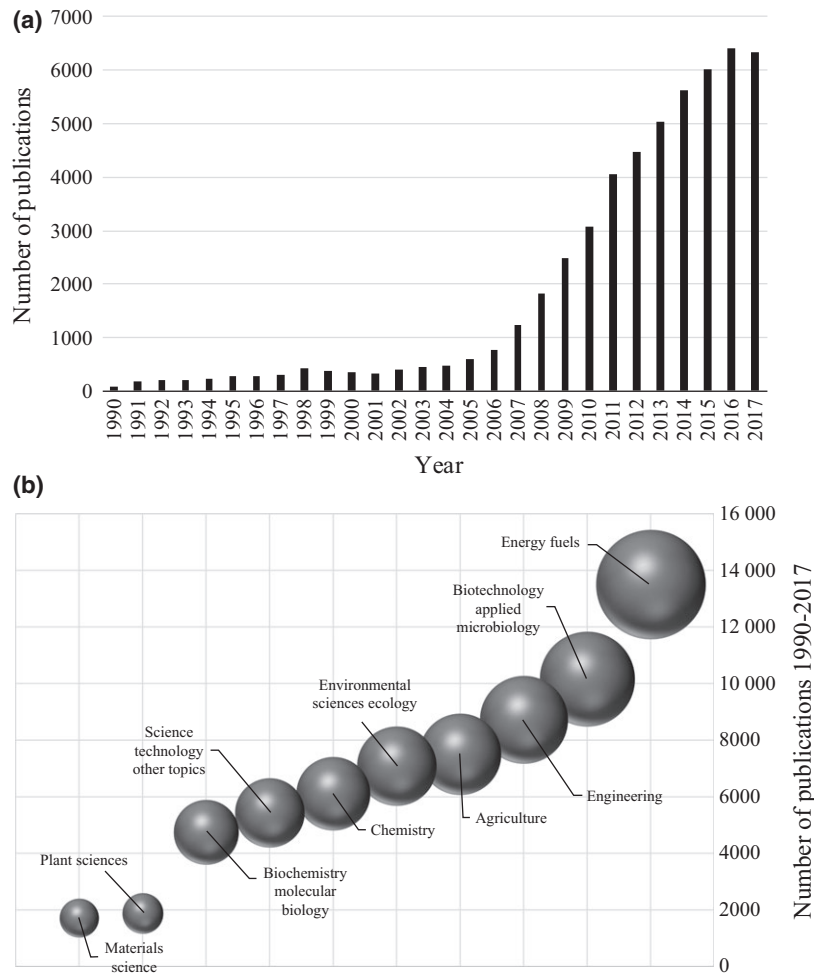 (a)
7000
6000
5000
4000
3000
2000
1000
0
Number of publications
1990
1991
1992
1993
1994
1995
1996
1997
1998
1999
2000
2001
2002
2003
2004
2005
2006
2007
2008
2009
2010
2011
2012
2013
2014
2015
2016
2017
Year
(b)
16 000
14 000
12 000
10 000
8000
6000
4000
2000
0
Number of publications 1990-2017
Energy fuels
Biotechnology
applied
microbiology
Environmental
sciences ecology
Science
technology
other topics
Engineering
Agriculture
Chemistry
Plant sciences
Biochemistry
molecular
biology
Materials
science